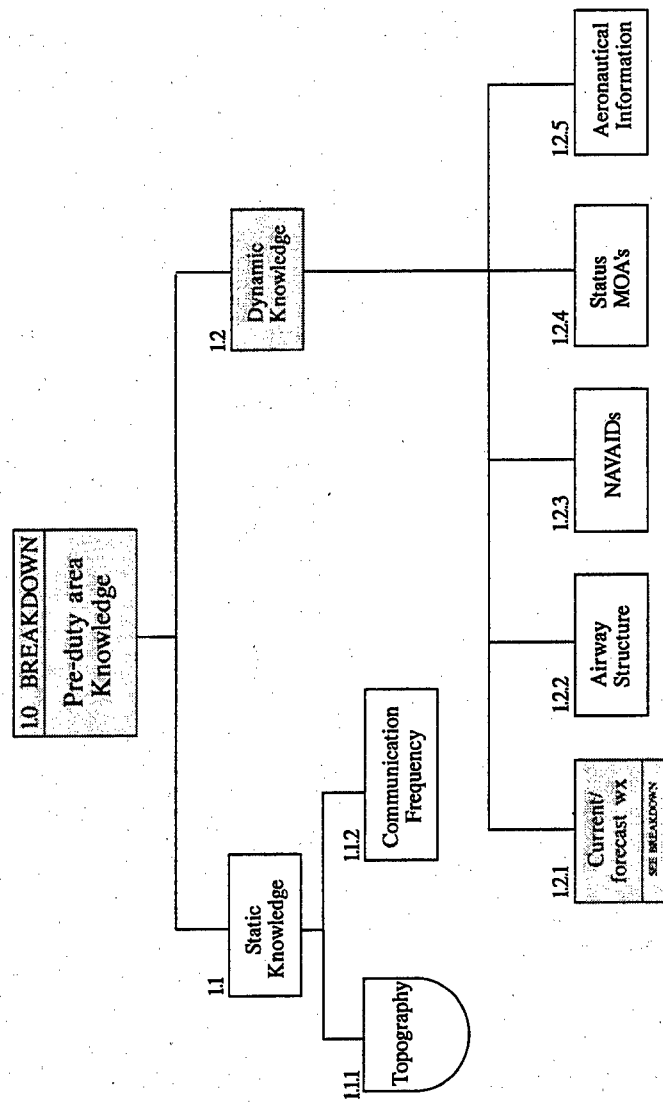 1.0 BREAKDOWN
Pre-duty area
Knowledge
1.1
Static
Knowledge
1.2
Dynamic
Knowledge
1.1.1
Topography
1.1.2
Communication
Frequency
1.2.1
Current/
forecast wx
SEE BREAKDOWN
1.2.2
Airway
Structure
1.2.3
NAVAIDs
1.2.4
Status
MOA's
1.2.5
Aeronautical
Information